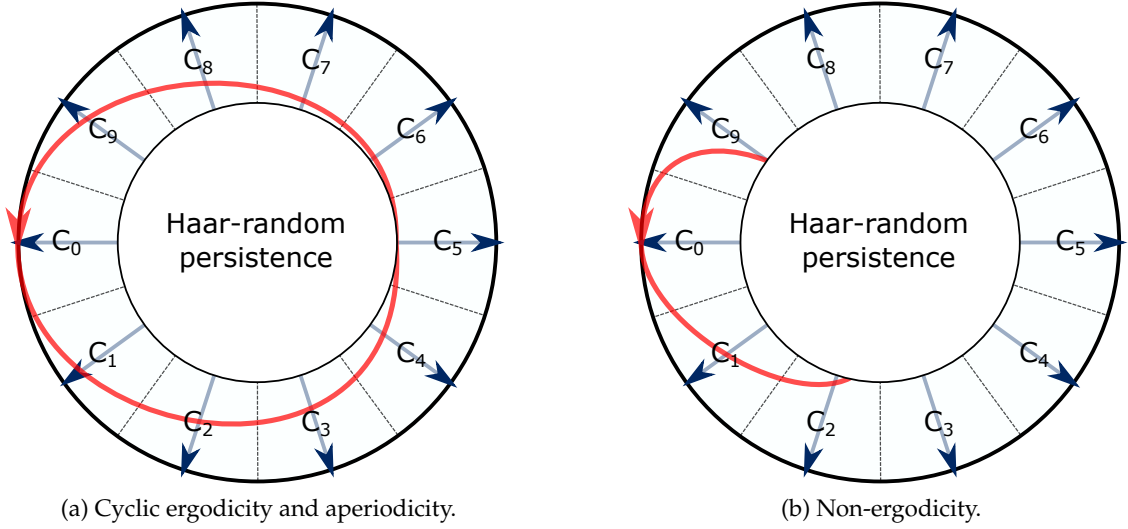 C8 C7
C9 C6
Haar-random
persistence
C0 C5
C1 C4
C2 C3
(a) Cyclic ergodicity and aperiodicity.
C8 C7
C9 C6
Haar-random
persistence
C0 C5
C1 C4
C2 C3
(b) Non-ergodicity.